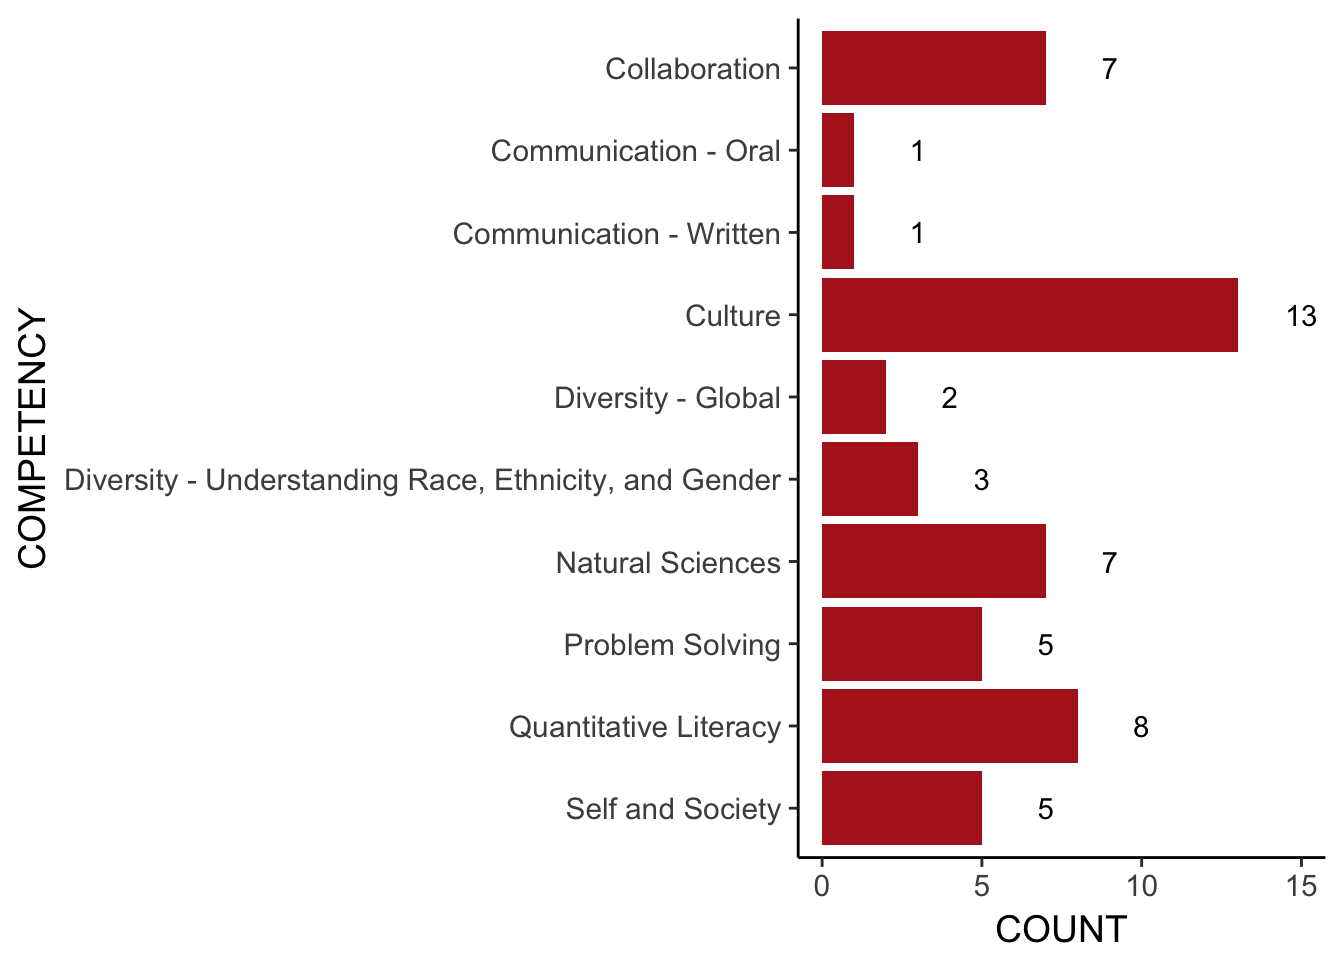 Collaboration 7
Communication - Oral 1
Communication - Written 1
Culture 13
Diversity - Global 2
Diversity - Understanding Race, Ethnicity, and Gender 3
Natural Sciences 7
Problem Solving 5
Quantitative Literacy 8
Self and Society 5
0 5 10 15
COUNT
COMPETENCY